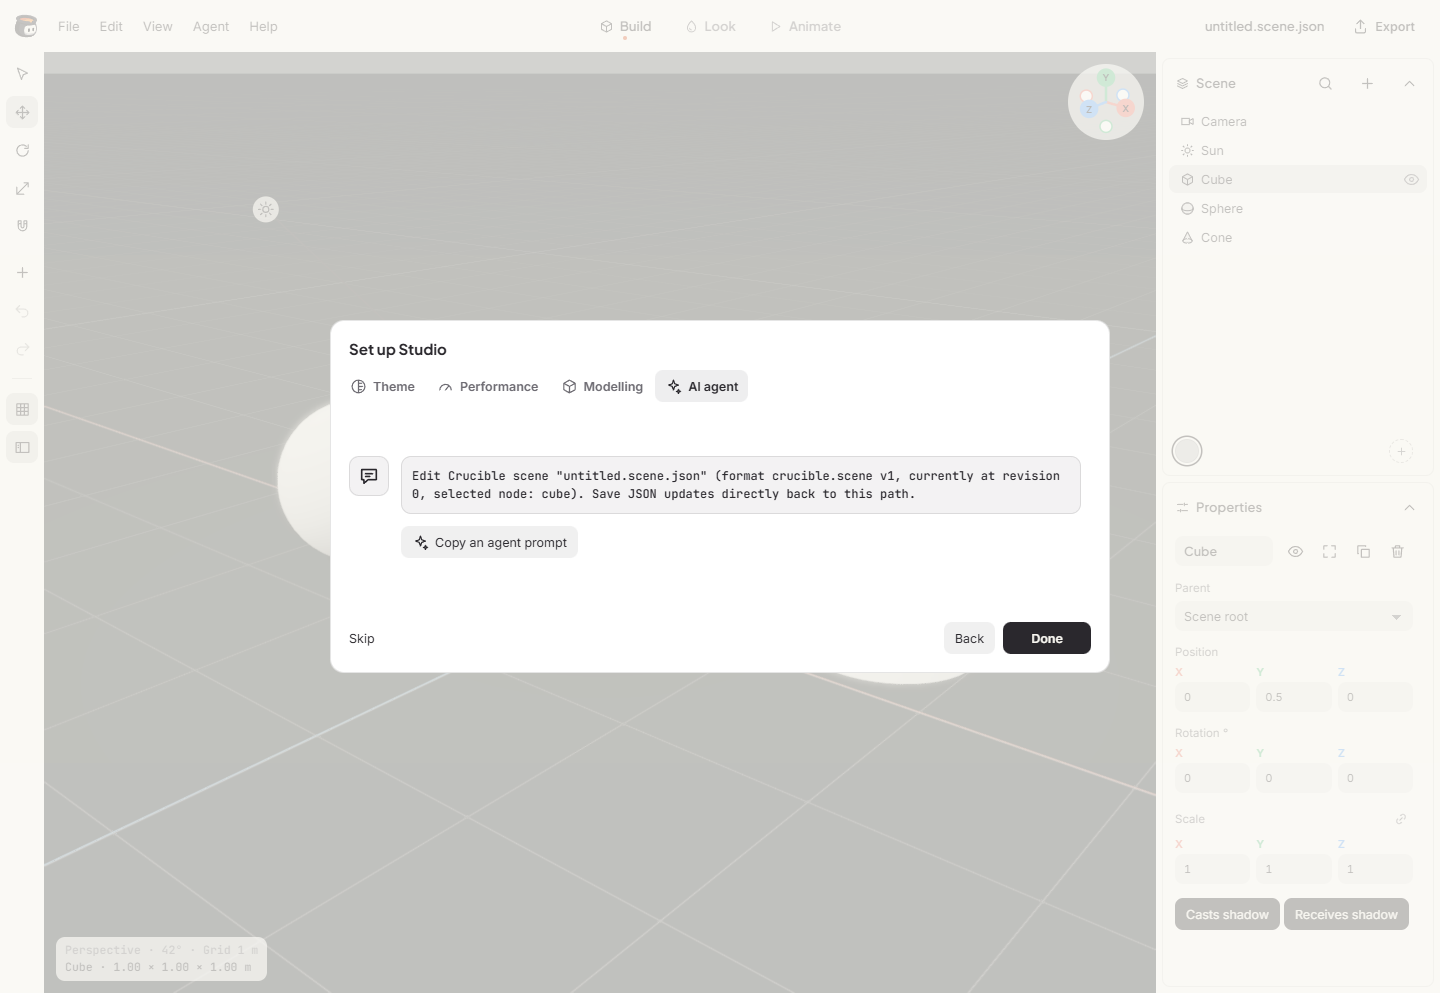 File Edit View Agent Help
Build Look Animate
untitled.scene.json Export
Y
Z X
Scene
Camera
Sun
Cube
Sphere
Cone
Set up Studio
Theme Performance Modelling AI agent
Edit Crucible scene "untitled.scene.json" (format crucible.scene v1, currently at revision
0, selected node: cube). Save JSON updates directly back to this path.
Copy an agent prompt
Skip Back Done
Properties
Cube
Parent
Scene root
Position
X Y Z
0 0.5 0
Rotation °
X Y Z
0 0 0
Scale
X Y Z
1 1 1
Casts shadow Receives shadow
Perspective · 42° · Grid 1 m
Cube · 1.00 × 1.00 × 1.00 m